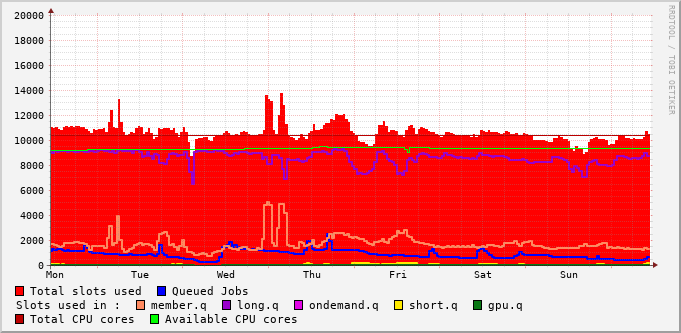 RRDTOOL / TOBI OETIKER
20000
18000
16000
14000
12000
10000
8000
6000
4000
2000
0
Mon Tue Wed Thu Fri Sat Sun
Total slots used Queued Jobs
Slots used in : member.q long.q ondemand.q short.q gpu.q
Total CPU cores Available CPU cores